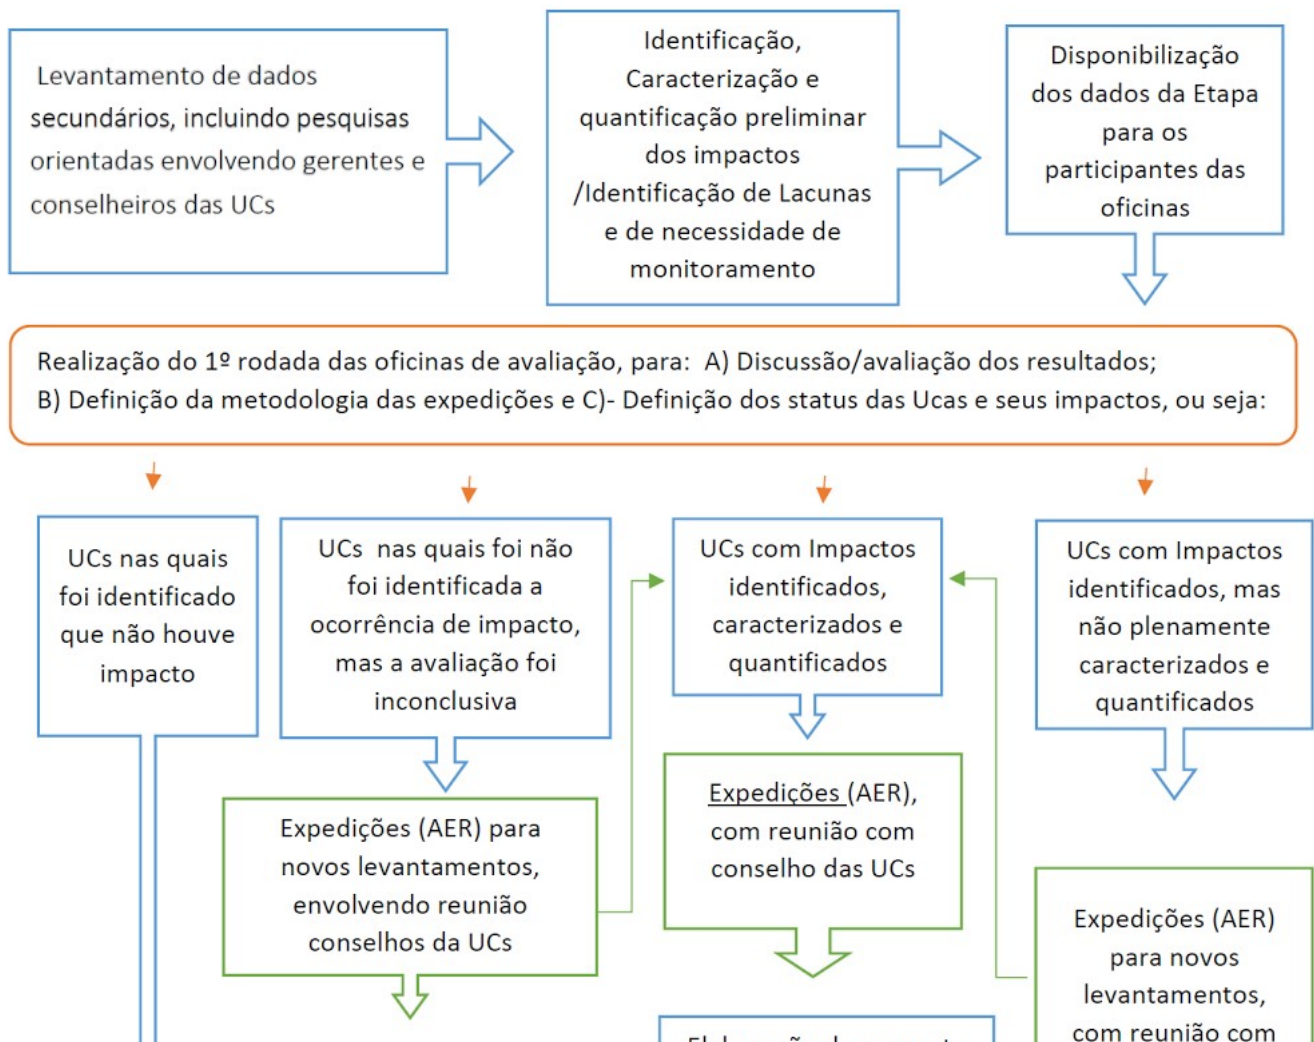 Levantamento de dados
secundários, incluindo pesquisas
orientadas envolvendo gerentes e
conselheiros das UCs
Identificação,
Caracterização e
quantificação preliminar
dos impactos
/Identificação de Lacunas
e de necessidade de
monitoramento
Disponibilização
dos dados da Etapa
para os
participantes das
oficinas
Realização do 1º rodada das oficinas de avaliação, para: A) Discussão/avaliação dos resultados;
B) Definição da metodologia das expedições e C)- Definição dos status das Ucas e seus impactos, ou seja:
UCs nas quais
foi identificado
que não houve
impacto
UCs nas quais foi não
foi identificada a
ocorrência de impacto,
mas a avaliação foi
inconclusiva
UCs com Impactos
identificados,
caracterizados e
quantificados
UCs com Impactos
identificados, mas
não plenamente
caracterizados e
quantificados
Expedições (AER) para
novos levantamentos,
envolvendo reunião
conselhos da UCs
Expedições (AER),
com reunião com
conselho das UCs
Expedições (AER)
para novos
levantamentos,
com reunião com